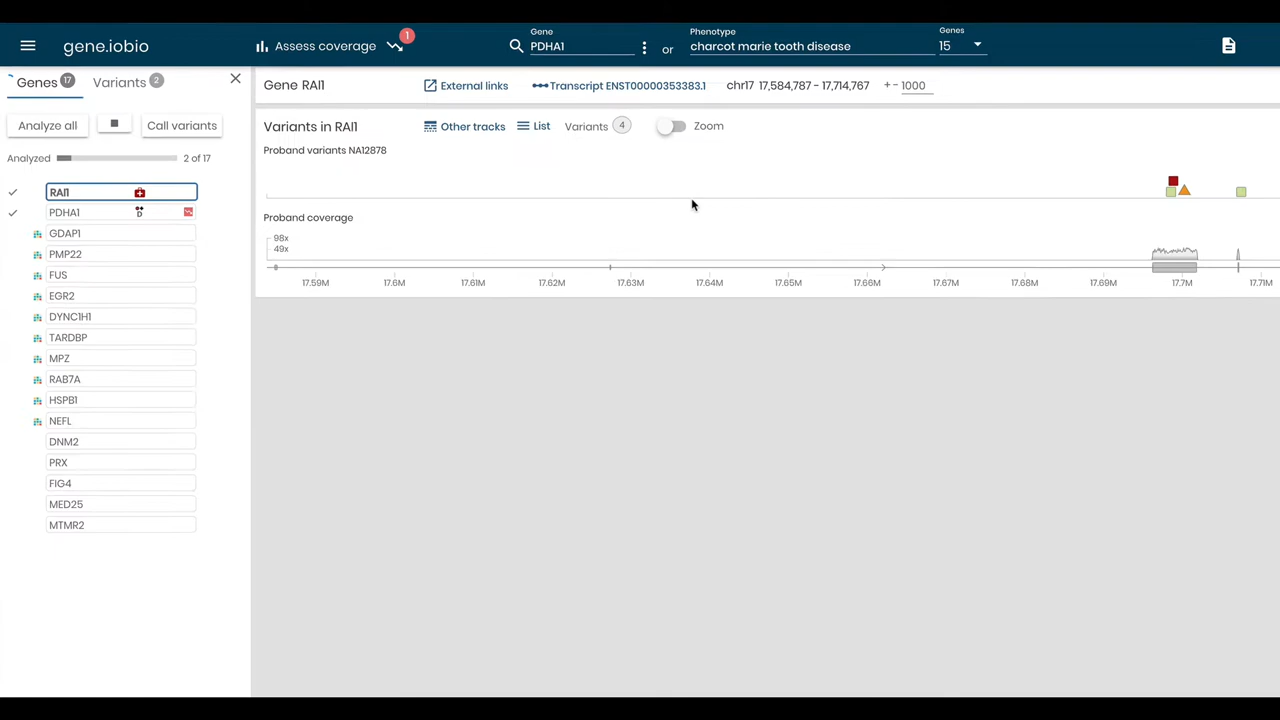 gene.iobio
Assess coverage
1
Gene
PDHA1
or
Phenotype
charcot marie tooth disease
Genes
15
Genes 17
Variants 2
Analyze all
Call variants
Analyzed
2 of 17
RAI1
PDHA1
GDAP1
PMP22
FUS
EGR2
DYNC1H1
TARDBP
MPZ
RAB7A
HSPB1
NEFL
DNM2
PRX
FIG4
MED25
MTMR2
Gene RAI1
External links
Transcript ENST00000353383.1
chr17 17,584,787 - 17,714,767
+ - 1000
Variants in RAI1
Other tracks
List
Variants 4
Zoom
Proband variants NA12878
Proband coverage
98x
49x
17.59M 17.6M 17.61M 17.62M 17.63M 17.64M 17.65M 17.66M 17.67M 17.68M 17.69M 17.7M 17.71M